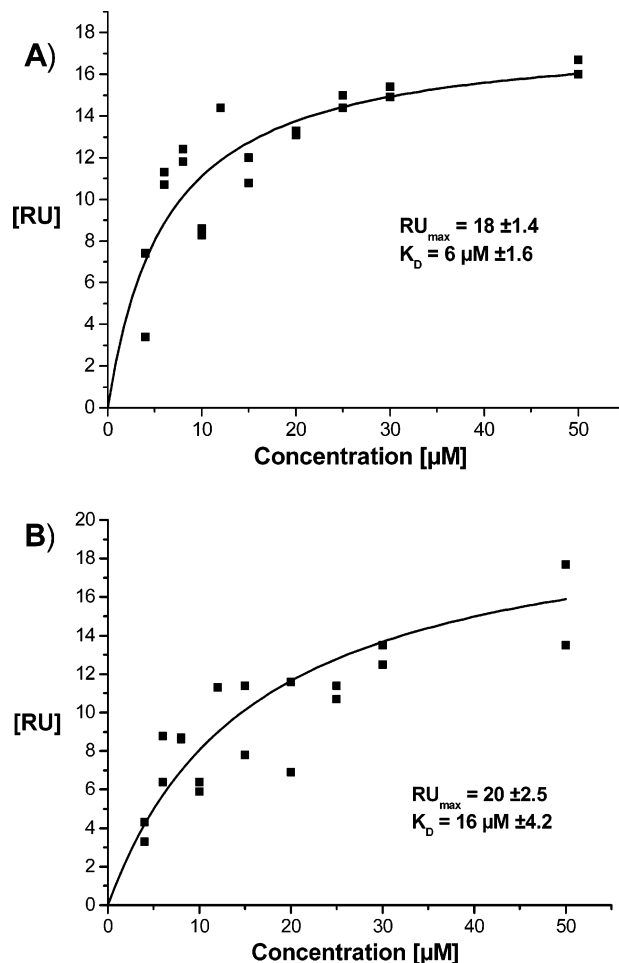 A)
18
16
14
12
10
8
6
4
2
0
[RU]
RUmax = 18 ±1.4
KD = 6 µM ±1.6
0 10 20 30 40 50
Concentration [µM]
B)
20
18
16
14
12
10
8
6
4
2
0
[RU]
RUmax = 20 ±2.5
KD = 16 µM ±4.2
0 10 20 30 40 50
Concentration [µM]